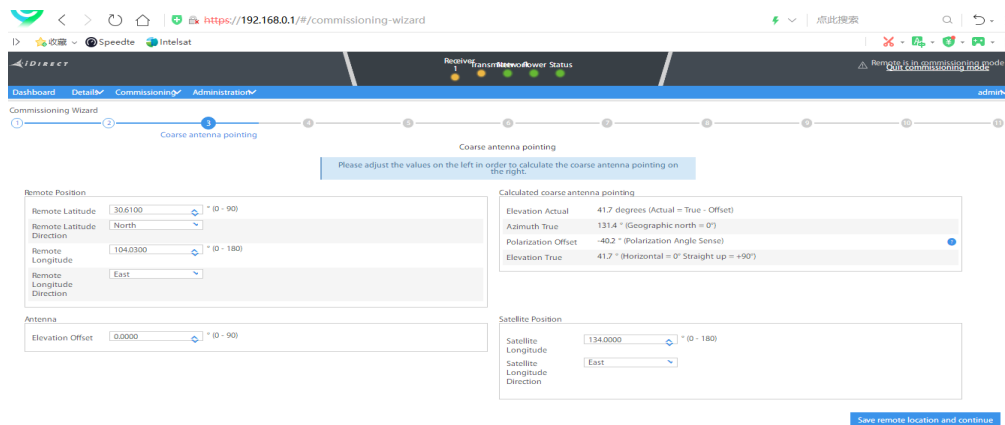 https://192.168.0.1/#/commissioning-wizard
点此搜索
收藏
Speedte
Intelsat
iDIRECT
Receiver
1
Status
Remote is in commissioning mode
Quit commissioning mode
Dashboard Details Commissioning Administration admin
Commissioning Wizard
1 2 3 4 5 6 7 8 9 10 11
Coarse antenna pointing
Coarse antenna pointing
Please adjust the values on the left in order to calculate the coarse antenna pointing on
the right.
Remote Position
Remote Latitude 30.6100 ° (0 - 90)
Remote Latitude
Direction
North
Remote
Longitude
104.0300 ° (0 - 180)
Remote
Longitude
Direction
East
Calculated coarse antenna pointing
Elevation Actual 41.7 degrees (Actual = True - Offset)
Azimuth True 131.4 ° (Geographic north = 0°)
Polarization Offset -40.2 ° (Polarization Angle Sense)
Elevation True 41.7 ° (Horizontal = 0° Straight up = +90°)
Antenna
Elevation Offset 0.0000 ° (0 - 90)
Satellite Position
Satellite
Longitude
134.0000 ° (0 - 180)
Satellite
Longitude
Direction
East
Save remote location and continue